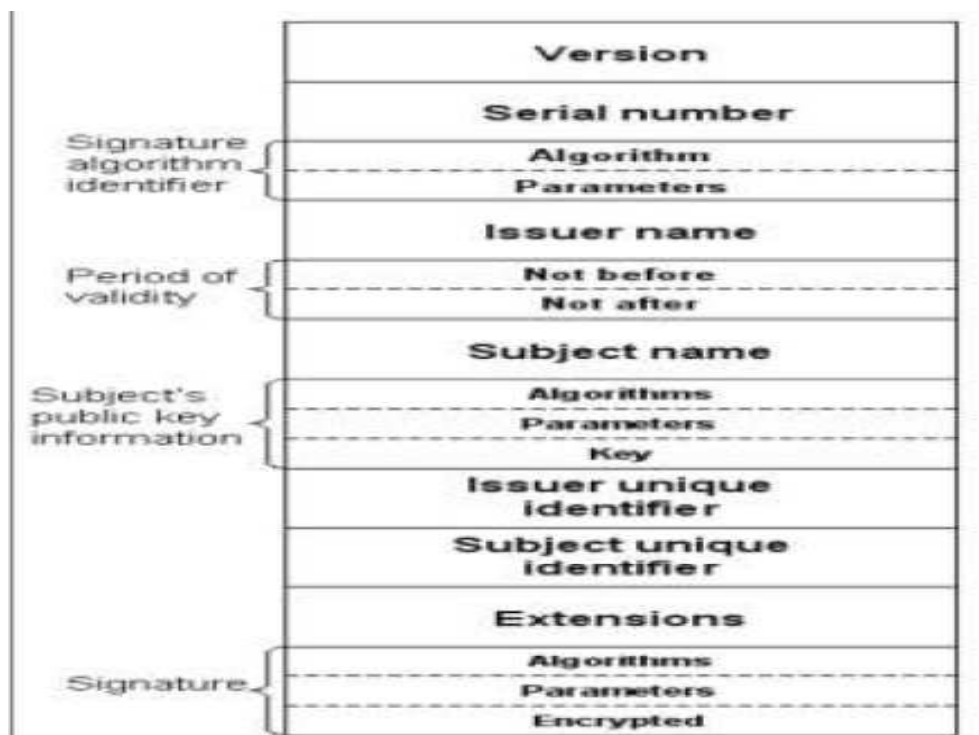 Version
Serial number
Signature
algorithm
identifier
Algorithm
Parameters
Issuer name
Period of
validity
Not before
Not after
Subject name
Subject's
public key
information
Algorithms
Parameters
Key
Issuer unique
identifier
Subject unique
identifier
Extensions
Signature
Algorithms
Parameters
Encrypted